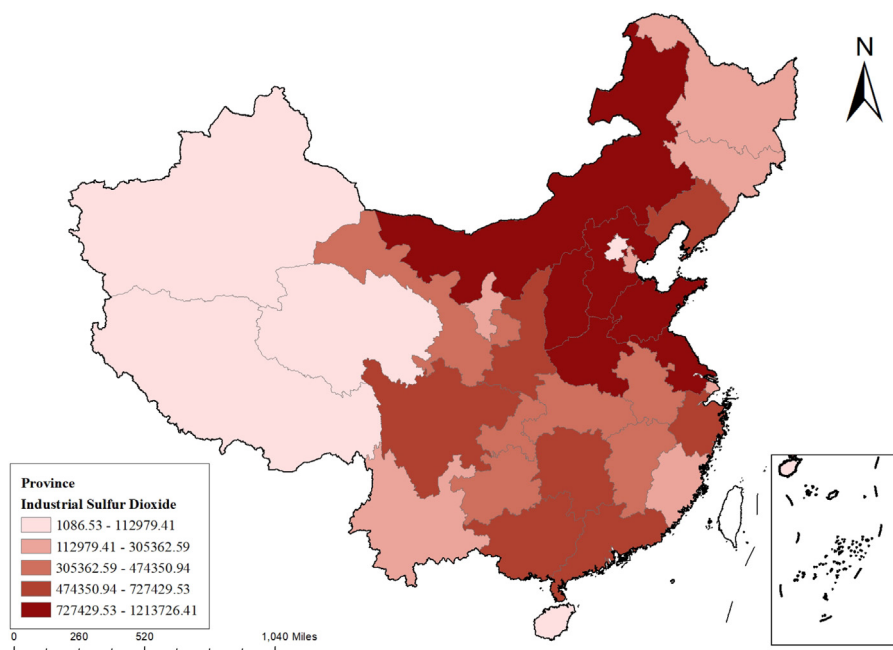 N
Province
Industrial Sulfur Dioxide
1086.53 - 112979.41
112979.41 - 305362.59
305362.59 - 474350.94
474350.94 - 727429.53
727429.53 - 1213726.41
0 260 520 1,040 Miles